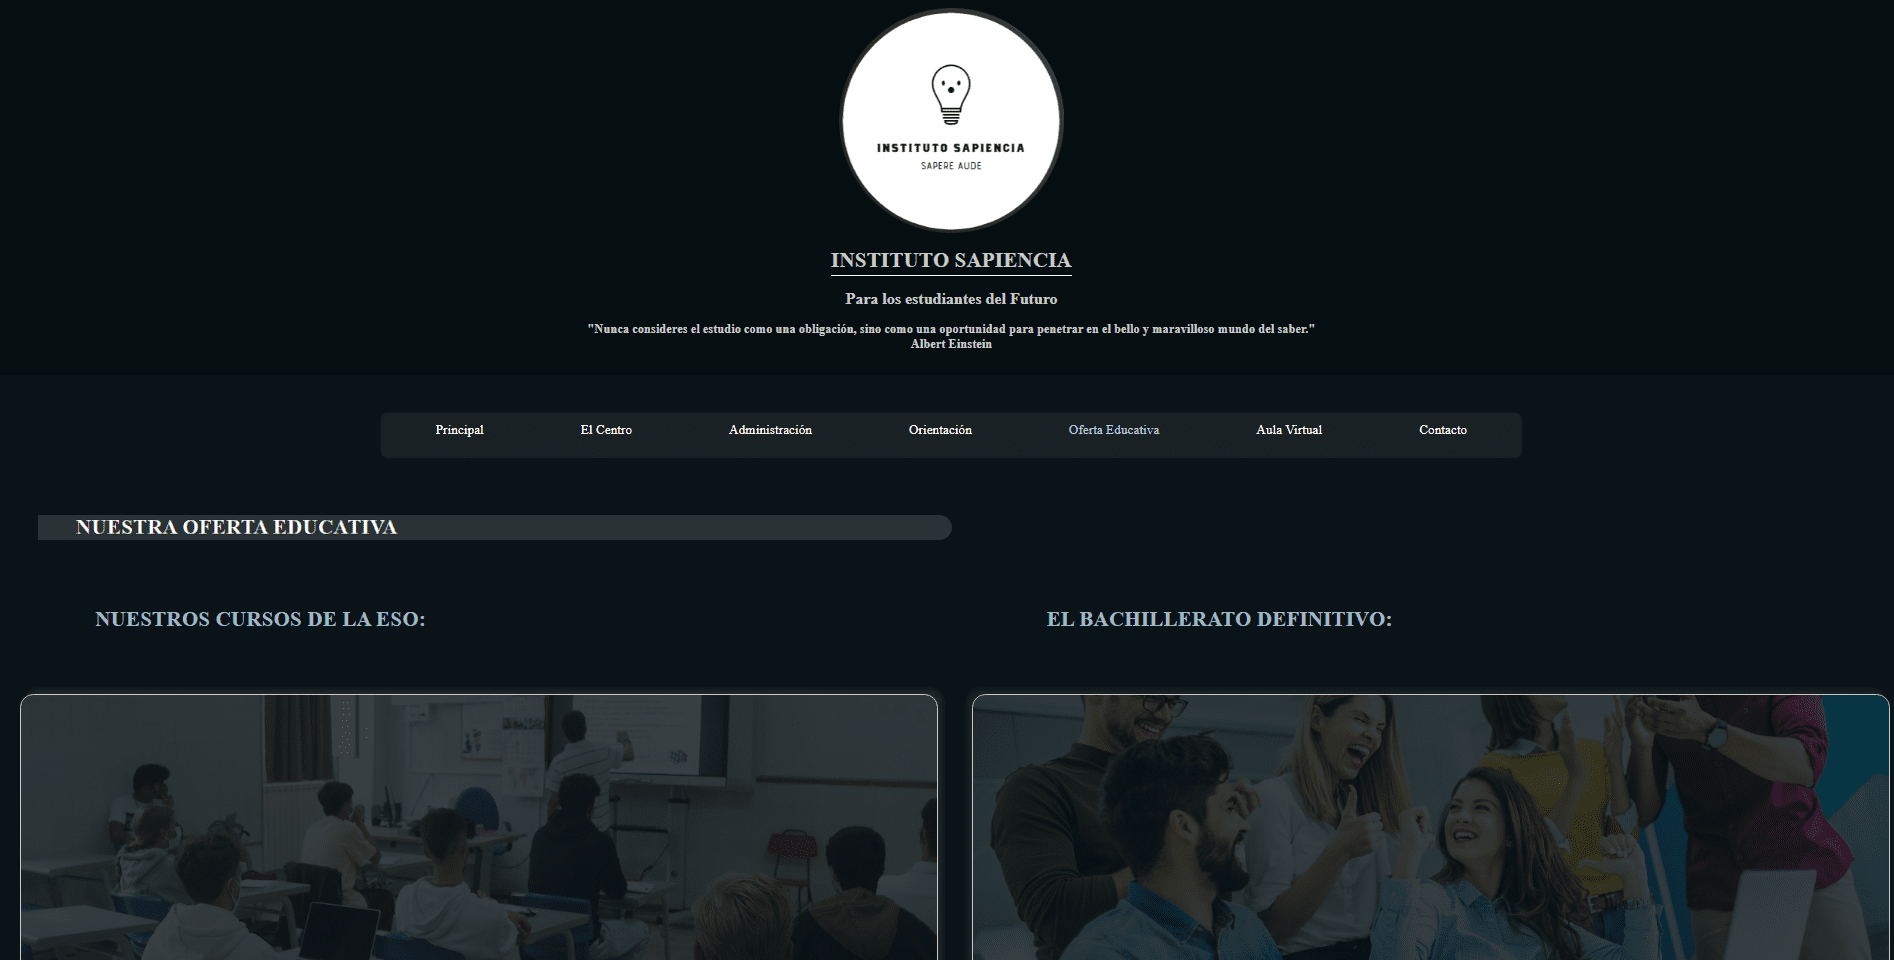 INSTITUTO SAPIENCIA
SAPERE AUDE
INSTITUTO SAPIENCIA
Para los estudiantes del Futuro
"Nunca consideres el estudio como una obligación, sino como una oportunidad para penetrar en el bello y maravilloso mundo del saber."
Albert Einstein
Principal El Centro Administración Orientación Oferta Educativa Aula Virtual Contacto
NUESTRA OFERTA EDUCATIVA
NUESTROS CURSOS DE LA ESO:
EL BACHILLERATO DEFINITIVO: